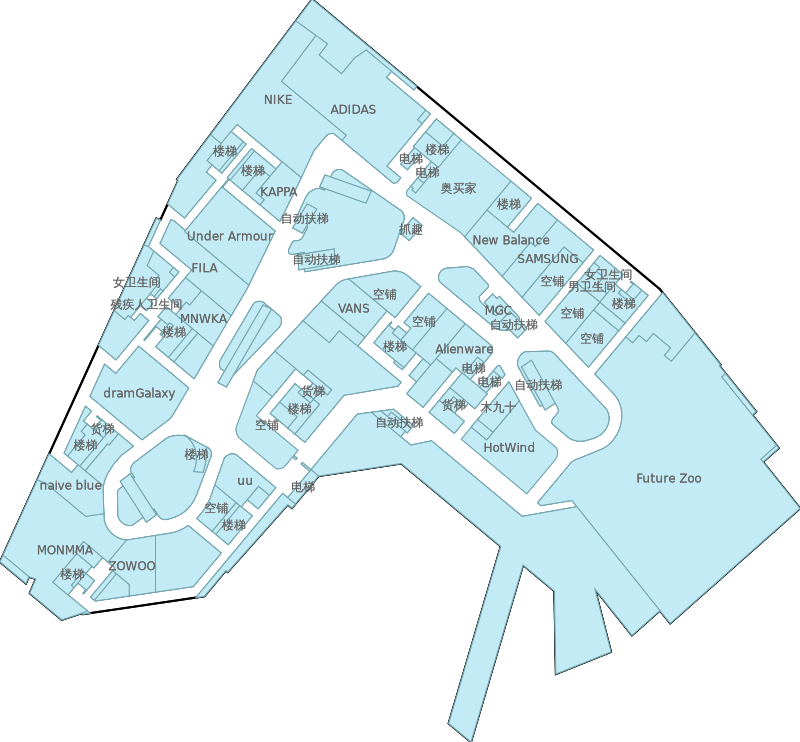 NIKE
ADIDAS
楼梯
楼梯
电梯
电梯
楼梯
KAPPA
奥买家
楼梯
自动扶梯
抓趣
Under Armour
New Balance
自动扶梯
SAMSUNG
FILA
女卫生间
女卫生间
空铺
男卫生间
空铺
残疾人卫生间
楼梯
VANS
MGC
空铺
MNWKA
空铺
自动扶梯
楼梯
空铺
楼梯
Alienware
电梯
电梯
自动扶梯
dramGalaxy
货梯
楼梯
货梯
木九十
空铺
自动扶梯
货梯
楼梯
HotWind
楼梯
Future Zoo
naive blue
uu
电梯
空铺
楼梯
MONMMA
ZOWOO
楼梯